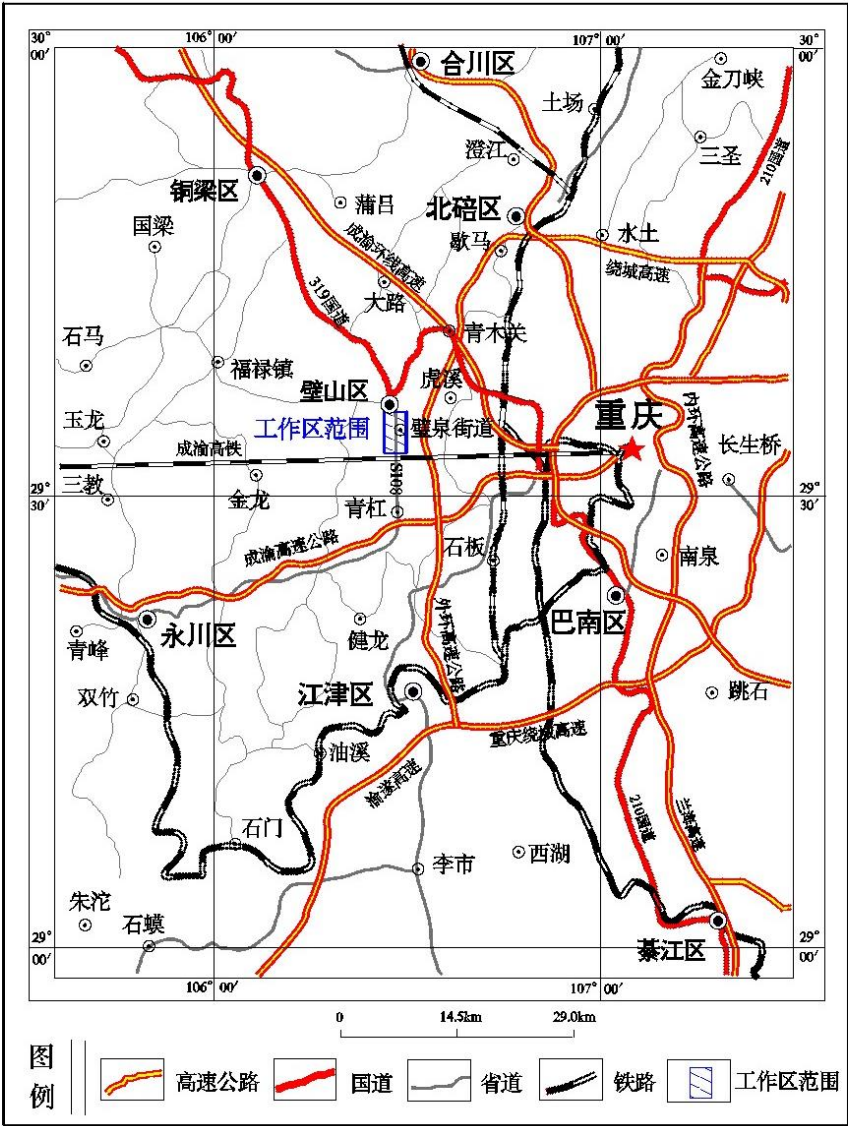 30°
00′
106°
00′
107°
00′
30°
00′
合川区
金刀峡
土场
澄江
三圣
210国道
铜梁区
蒲吕
北碚区
国梁
歇马
水土
成渝环线高速
绕城高速
319国道
大路
石马
青木关
福禄镇
璧山区
虎溪
重庆
内环高速公路
玉龙
工作区范围
璧泉街道
成渝高铁
长生桥
S108
三教
金龙
29°
30′
29°
30′
青杠
成渝高速公路
石板
南泉
永川区
健龙
外环高速公路
巴南区
青峰
双竹
江津区
跳石
油溪
重庆绕城高速
渝遂高速
210国道
兰海高速
石门
李市
西湖
朱沱
石蟆
綦江区
29°
00′
29°
00′
106°
00′
107°
00′
0
14.5km
29.0km
图例
高速公路
国道
省道
铁路
工作区范围